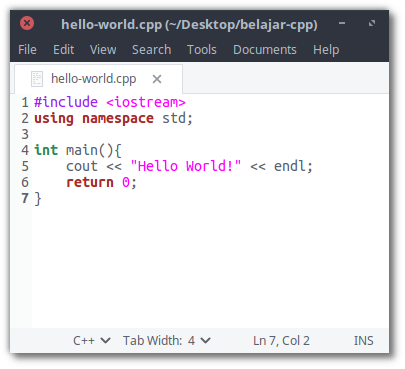 hello-world.cpp (~/Desktop/belajar-cpp)
File Edit View Search Tools Documents Help
hello-world.cpp
1 #include <iostream>
2 using namespace std;
3
4 int main(){
5     cout << "Hello World!" << endl;
6     return 0;
7 }
C++ Tab Width: 4 Ln 7, Col 2 INS